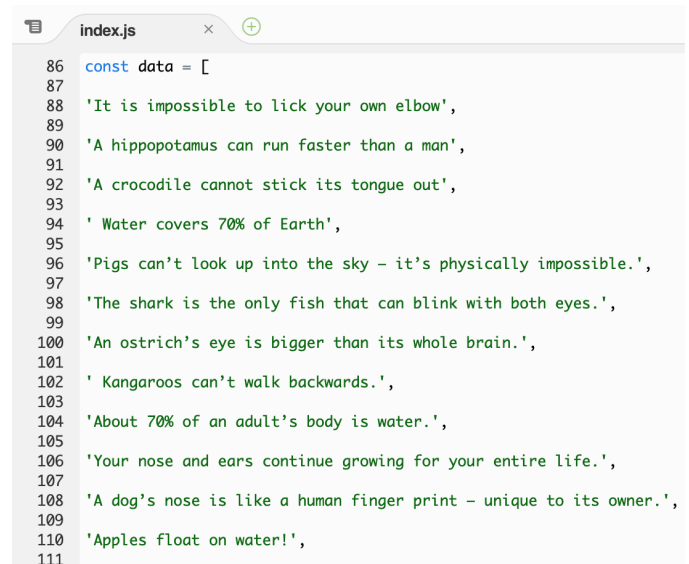 index.js
86 const data = [
87
88 'It is impossible to lick your own elbow',
89
90 'A hippopotamus can run faster than a man',
91
92 'A crocodile cannot stick its tongue out',
93
94 ' Water covers 70% of Earth',
95
96 'Pigs can’t look up into the sky – it’s physically impossible.',
97
98 'The shark is the only fish that can blink with both eyes.',
99
100 'An ostrich’s eye is bigger than its whole brain.',
101
102 ' Kangaroos can’t walk backwards.',
103
104 'About 70% of an adult’s body is water.',
105
106 'Your nose and ears continue growing for your entire life.',
107
108 'A dog’s nose is like a human finger print – unique to its owner.',
109
110 'Apples float on water!',
111